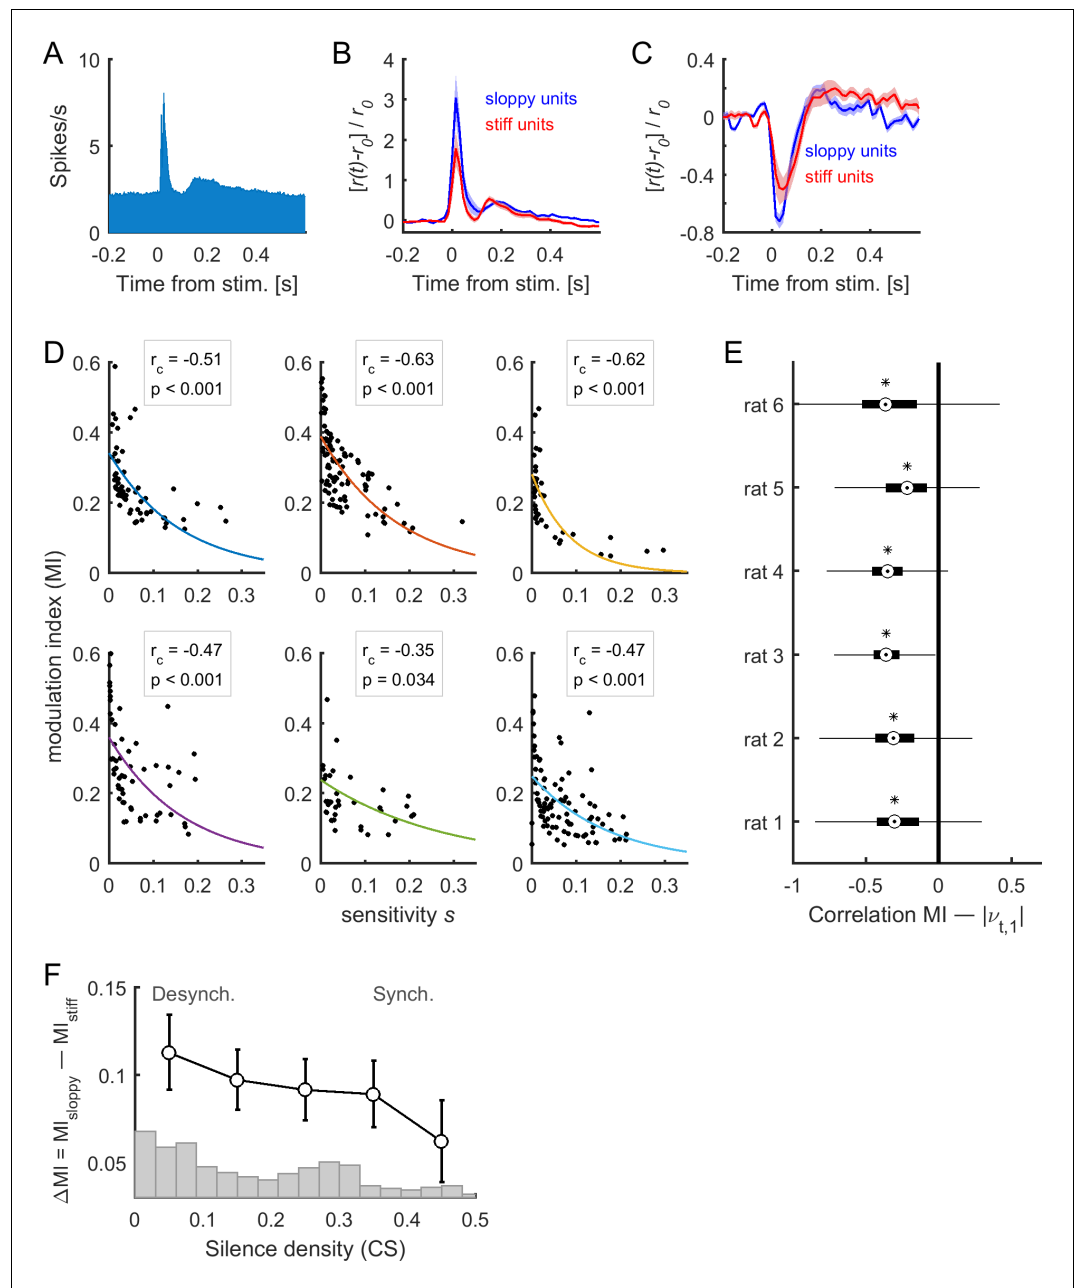 A
Spikes/s
10
5
0
-0.2 0 0.2 0.4
Time from stim. [s]
B
[r(t)-r0] / r0
4
3
2
1
0
sloppy units
stiff units
-0.2 0 0.2 0.4
Time from stim. [s]
C
[r(t)-r0] / r0
0.4
0
-0.4
-0.8
sloppy units
stiff units
-0.2 0 0.2 0.4
Time from stim. [s]
D
modulation index (MI)
0.6
0.4
0.2
0
rc = -0.51
p < 0.001
0 0.1 0.2 0.3
0.6
0.4
0.2
0
rc = -0.63
p < 0.001
0 0.1 0.2 0.3
0.6
0.4
0.2
0
rc = -0.62
p < 0.001
0 0.1 0.2 0.3
0.6
0.4
0.2
0
rc = -0.47
p < 0.001
0 0.1 0.2 0.3
0.6
0.4
0.2
0
rc = -0.35
p = 0.034
0 0.1 0.2 0.3
0.6
0.4
0.2
0
rc = -0.47
p < 0.001
0 0.1 0.2 0.3
sensitivity s
E
rat 6
*
rat 5
*
rat 4
*
rat 3
*
rat 2
*
rat 1
*
-1 -0.5 0 0.5
Correlation MI — |νt,1|
F
ΔMI = MIsloppy — MIstiff
0.15
0.1
0.05
Desynch. Synch.
0 0.1 0.2 0.3 0.4 0.5
Silence density (CS)